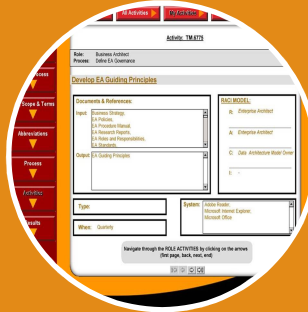 All Activities
My Activities
Activity: TM.6779
Role: Business Architect
Process: Define EA Governance
Develop EA Guiding Principles
Scope & Terms
Abbreviations
Process
Activities
Documents & References:
Input: Business Strategy,
EA Policies,
EA Procedure Manual,
EA Research Reports,
EA Roles and Responsibilities,
EA Standards,
Output: EA Guiding Principles
RACI MODEL:
R: Enterprise Architect
A: Enterprise Architect
C: Data Architecture Model Owner
I: -
Type:
When: Quarterly
System: Adobe Reader,
Microsoft Internet Explorer,
Microsoft Office
Navigate through the ROLE ACTIVITIES by clicking on the arrows
(first page, back, next, end)